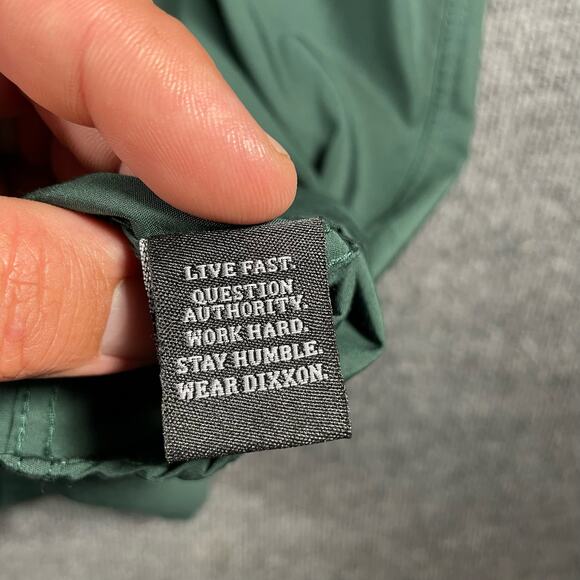 LIVE FAST.
QUESTION
AUTHORITY.
WORK HARD.
STAY HUMBLE.
WEAR DIXXON.